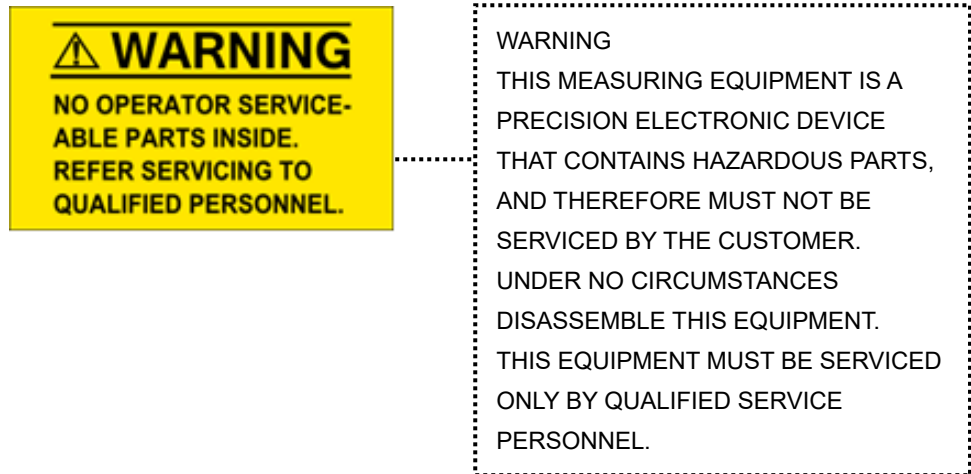 ⚠ WARNING
NO OPERATOR SERVICE-
ABLE PARTS INSIDE.
REFER SERVICING TO
QUALIFIED PERSONNEL.
WARNING
THIS MEASURING EQUIPMENT IS A
PRECISION ELECTRONIC DEVICE
THAT CONTAINS HAZARDOUS PARTS,
AND THEREFORE MUST NOT BE
SERVICED BY THE CUSTOMER.
UNDER NO CIRCUMSTANCES
DISASSEMBLE THIS EQUIPMENT.
THIS EQUIPMENT MUST BE SERVICED
ONLY BY QUALIFIED SERVICE
PERSONNEL.